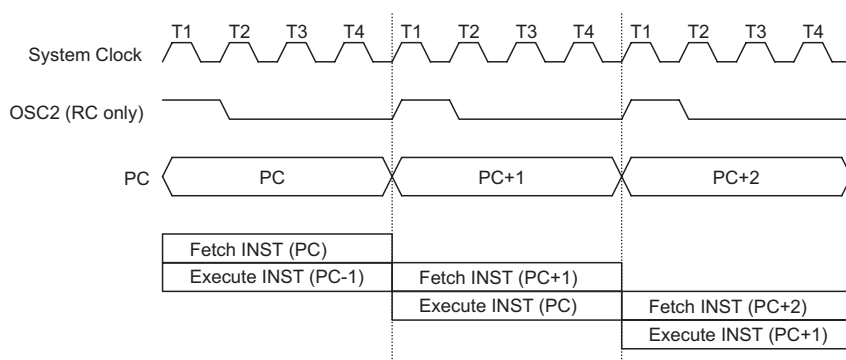 T1 T2 T3 T4 T1 T2 T3 T4 T1 T2 T3 T4
System Clock
OSC2 (RC only)
PC PC PC+1 PC+2
Fetch INST (PC)
Execute INST (PC-1) Fetch INST (PC+1)
Execute INST (PC) Fetch INST (PC+2)
Execute INST (PC+1)